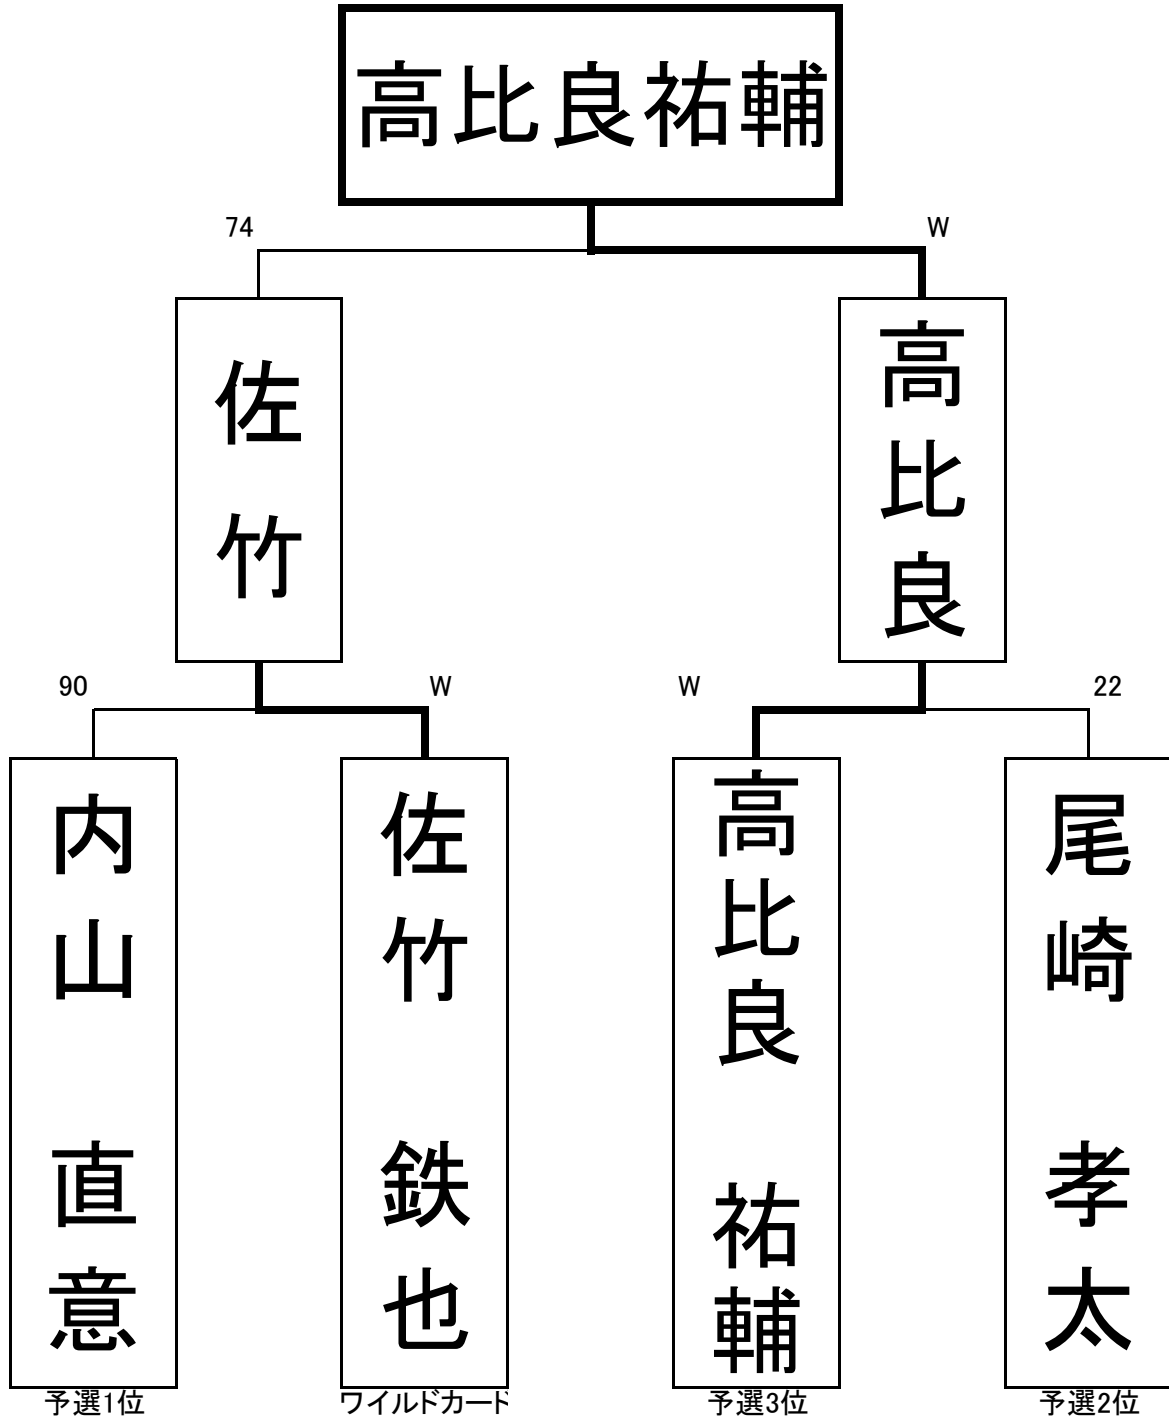 高比良祐輔
74
W
佐竹
高比良
90
W
W
22
内山 直意
佐竹 鉄也
高比良 祐輔
尾崎 孝太
予選1位
ワイルドカード
予選3位
予選2位